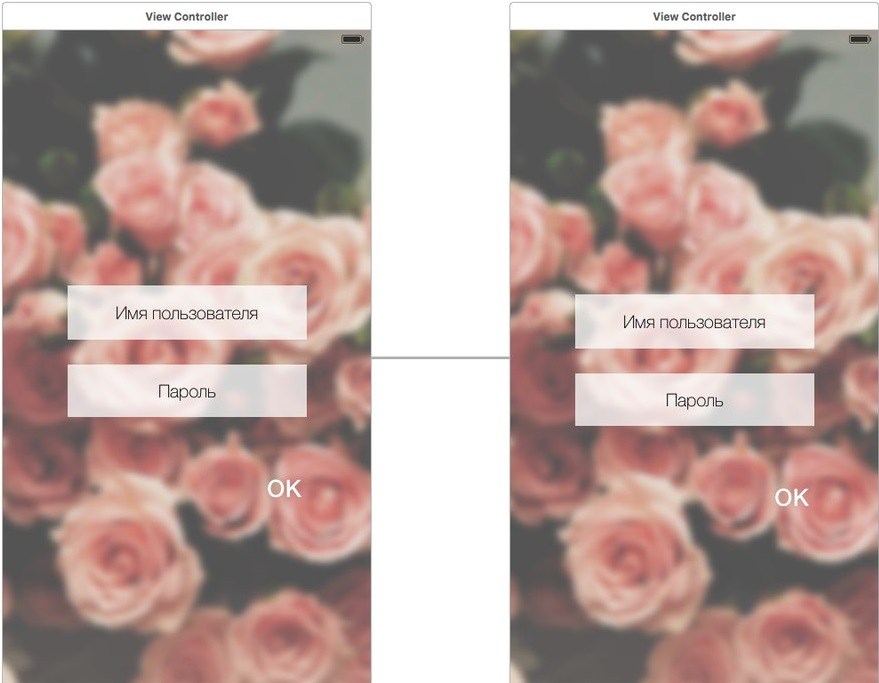 View Controller
Имя пользователя
Пароль
OK
View Controller
Имя пользователя
Пароль
OK